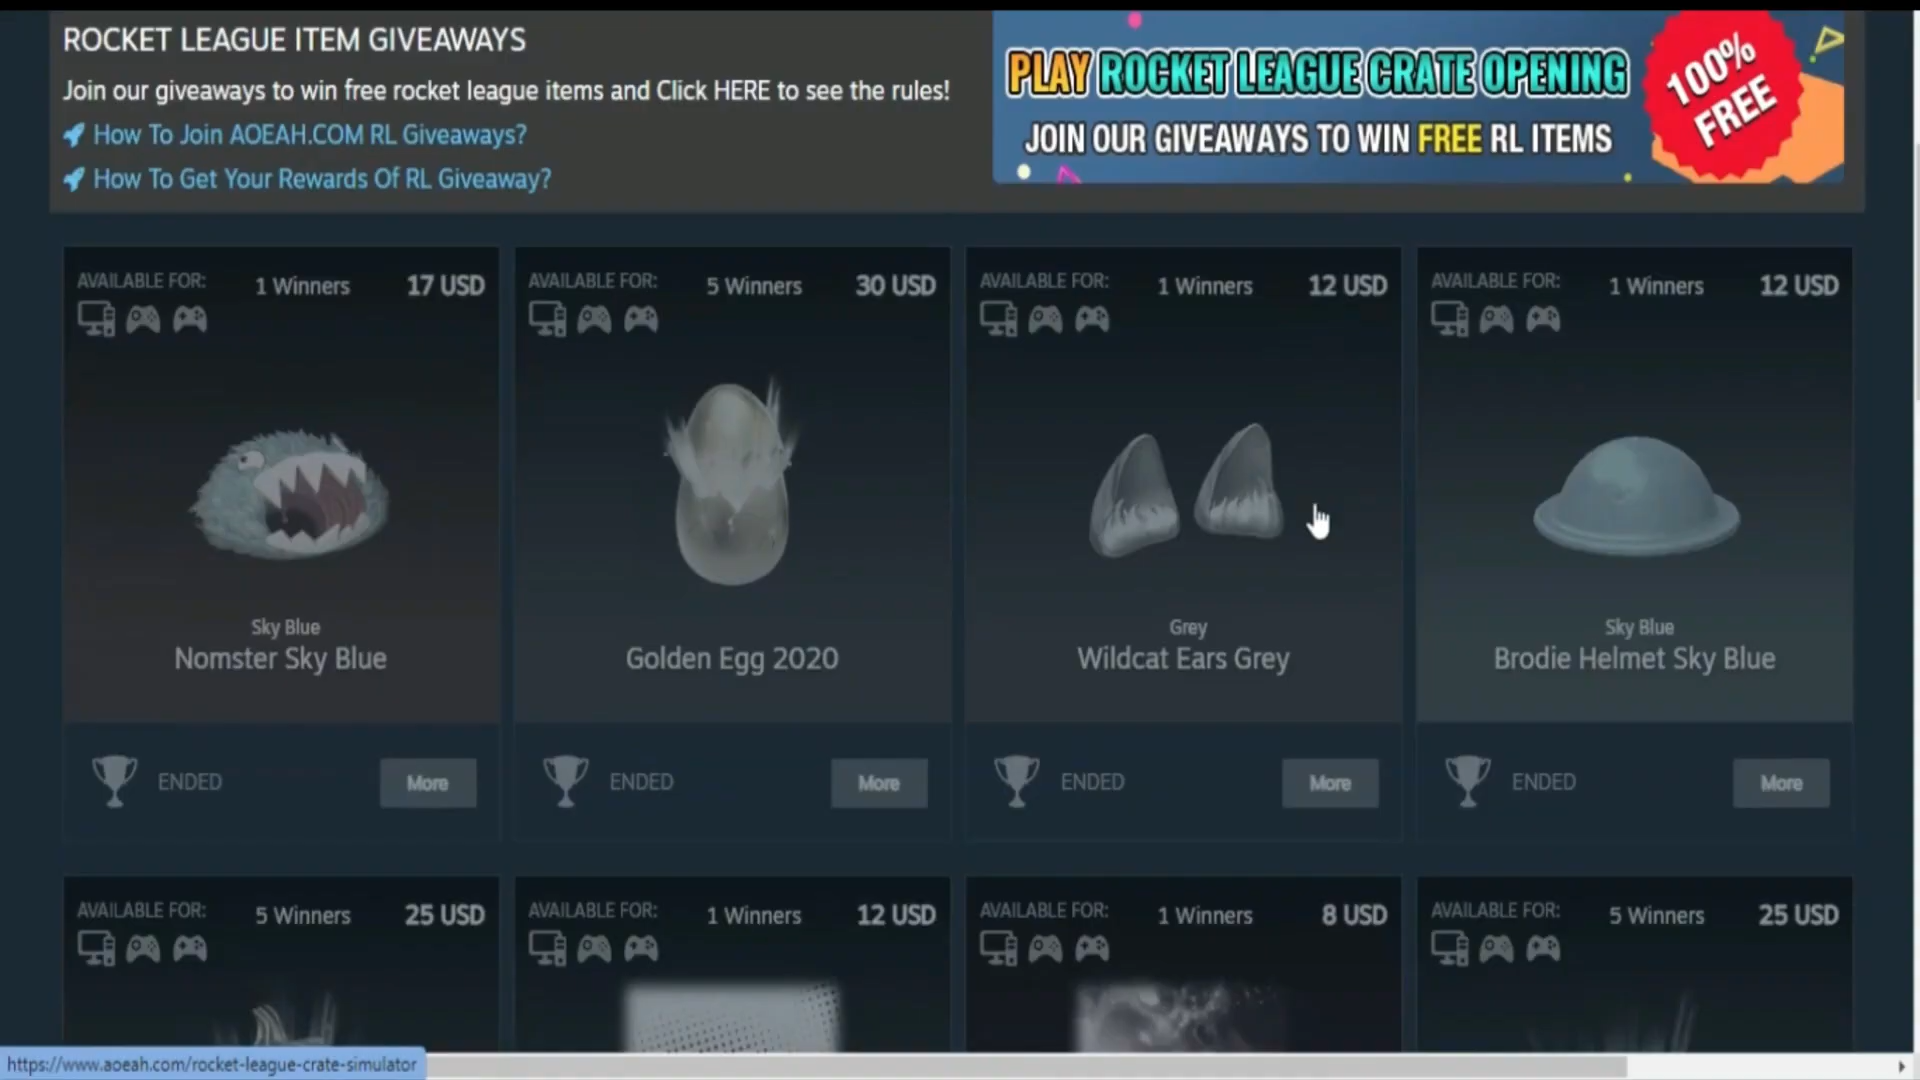 ROCKET LEAGUE ITEM GIVEAWAYS
Join our giveaways to win free rocket league items and Click HERE to see the rules!
How To Join AOEAH.COM RL Giveaways?
How To Get Your Rewards Of RL Giveaway?
PLAY ROCKET LEAGUE CRATE OPENING
JOIN OUR GIVEAWAYS TO WIN FREE RL ITEMS
100%
FREE
AVAILABLE FOR: 1 Winners 17 USD
Sky Blue
Nomster Sky Blue
ENDED More
AVAILABLE FOR: 5 Winners 30 USD
Golden Egg 2020
ENDED More
AVAILABLE FOR: 1 Winners 12 USD
Grey
Wildcat Ears Grey
ENDED More
AVAILABLE FOR: 1 Winners 12 USD
Sky Blue
Brodie Helmet Sky Blue
ENDED More
AVAILABLE FOR: 5 Winners 25 USD
AVAILABLE FOR: 1 Winners 12 USD
AVAILABLE FOR: 1 Winners 8 USD
AVAILABLE FOR: 5 Winners 25 USD
https://www.aoeah.com/rocket-league-crate-simulator